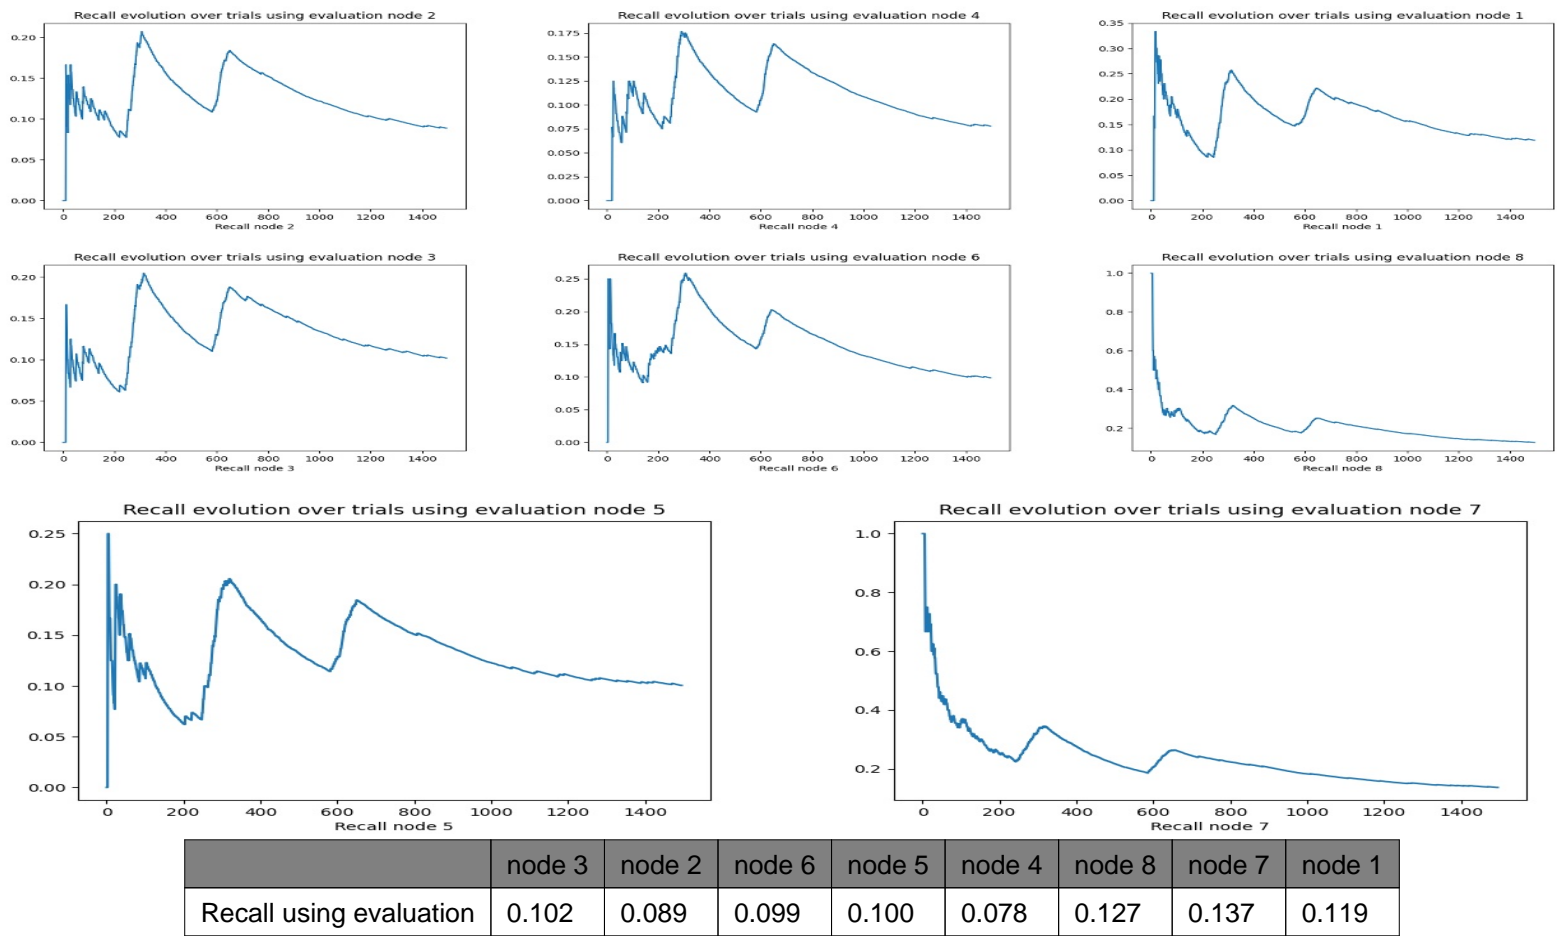 Recall evolution over trials using evaluation node 2
0.20
0.15
0.10
0.05
0.00
0 200 400 600 800 1000 1200 1400
Recall node 2
Recall evolution over trials using evaluation node 4
0.175
0.150
0.125
0.100
0.075
0.050
0.025
0.000
0 200 400 600 800 1000 1200 1400
Recall node 4
Recall evolution over trials using evaluation node 1
0.35
0.30
0.25
0.20
0.15
0.10
0.05
0.00
0 200 400 600 800 1000 1200 1400
Recall node 1
Recall evolution over trials using evaluation node 3
0.20
0.15
0.10
0.05
0.00
0 200 400 600 800 1000 1200 1400
Recall node 3
Recall evolution over trials using evaluation node 6
0.25
0.20
0.15
0.10
0.05
0.00
0 200 400 600 800 1000 1200 1400
Recall node 6
Recall evolution over trials using evaluation node 8
1.0
0.8
0.6
0.4
0.2
0 200 400 600 800 1000 1200 1400
Recall node 8
Recall evolution over trials using evaluation node 5
0.25
0.20
0.15
0.10
0.05
0.00
0 200 400 600 800 1000 1200 1400
Recall node 5
Recall evolution over trials using evaluation node 7
1.0
0.8
0.6
0.4
0.2
0 200 400 600 800 1000 1200 1400
Recall node 7
node 3 node 2 node 6 node 5 node 4 node 8 node 7 node 1
Recall using evaluation 0.102 0.089 0.099 0.100 0.078 0.127 0.137 0.119